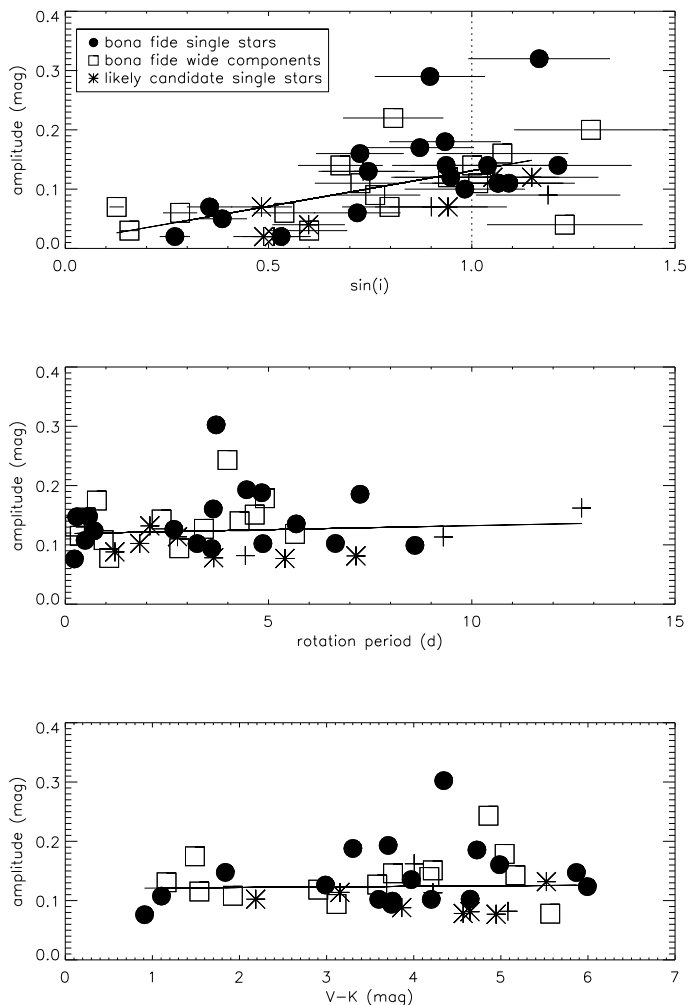 0.4
0.3
0.2
0.1
0.0
amplitude (mag)
bona fide single stars
bona fide wide components
likely candidate single stars
0.0 0.5 1.0 1.5
sin(i)
0.4
0.3
0.2
0.1
0.0
amplitude (mag)
0 5 10 15
rotation period (d)
0.4
0.3
0.2
0.1
0.0
amplitude (mag)
0 1 2 3 4 5 6 7
V-K (mag)